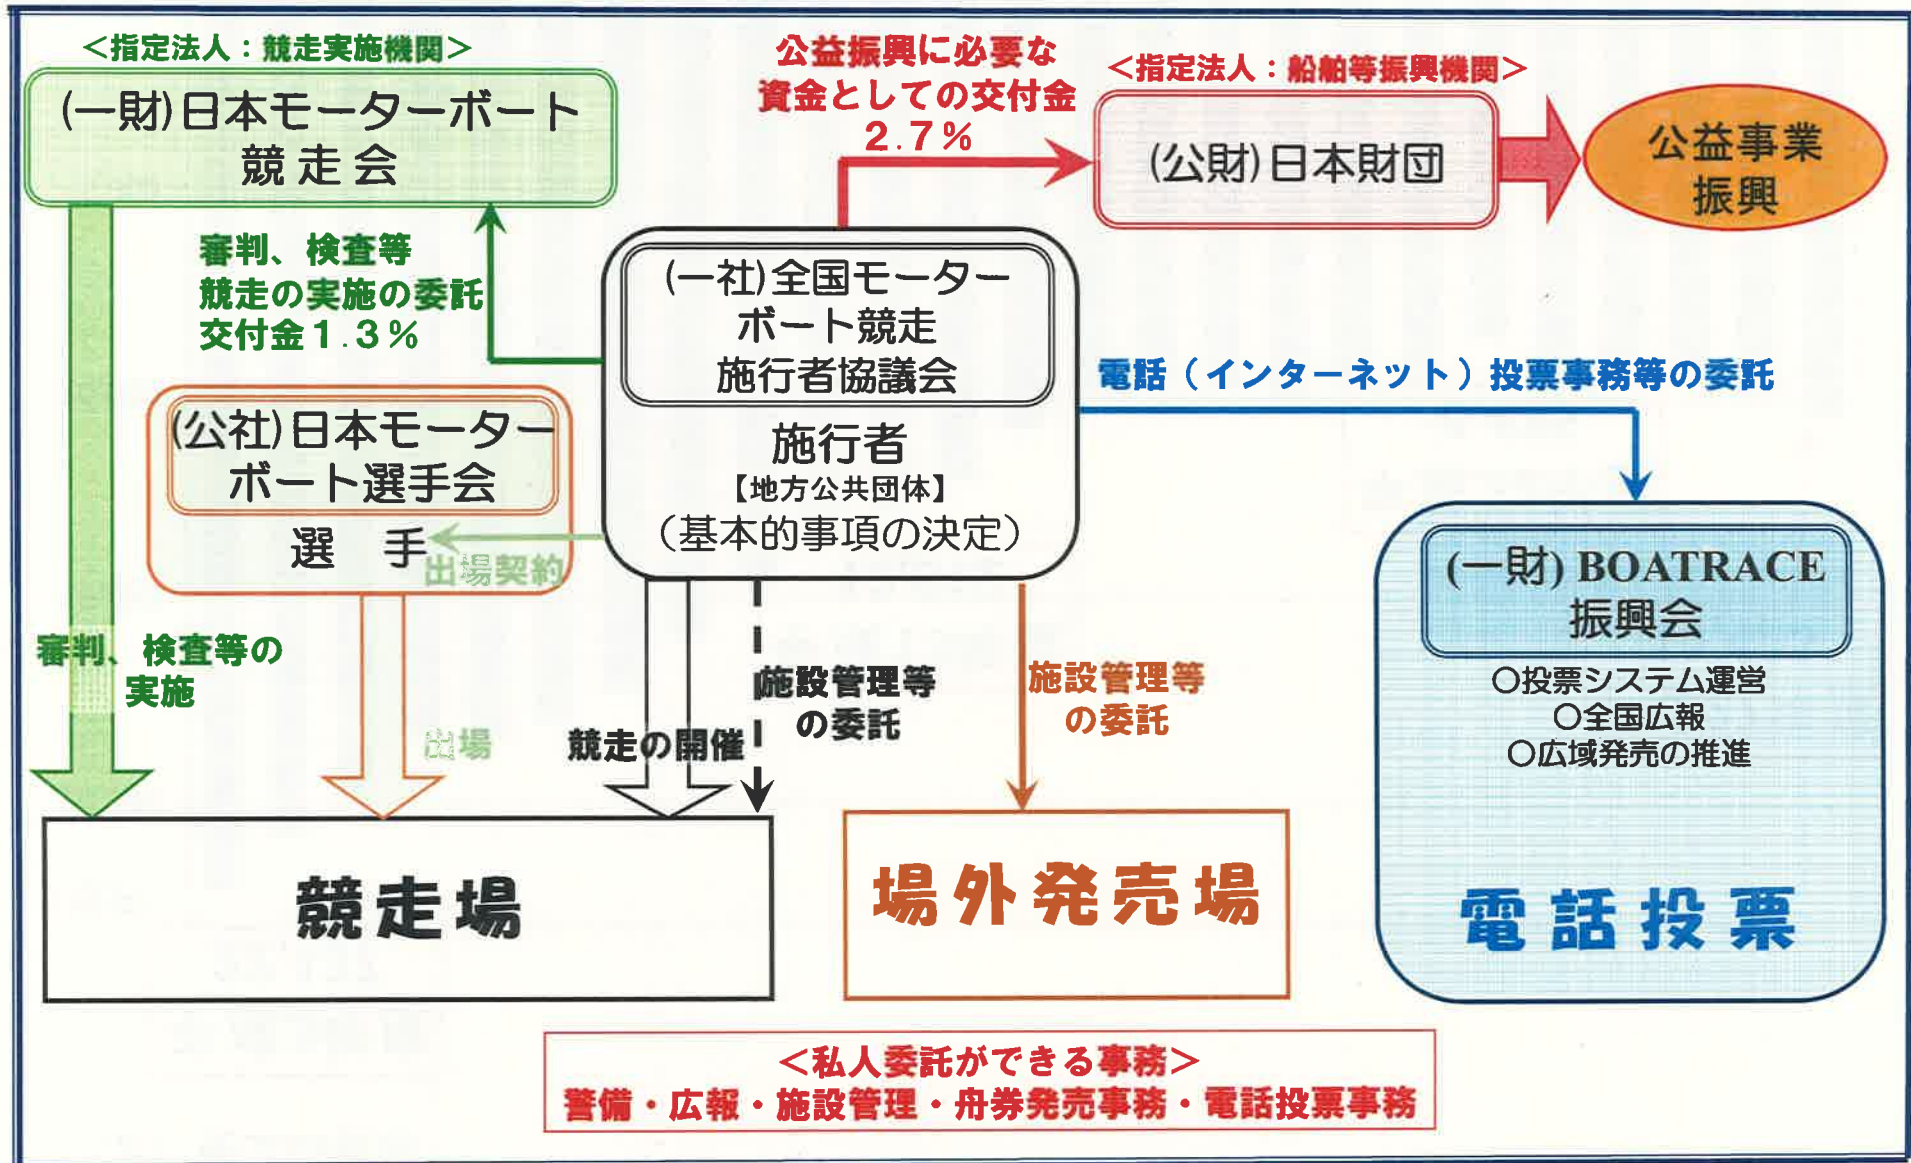 <指定法人：競走実施機関>
(一財)日本モーターボート
競走会
公益振興に必要な
資金としての交付金
2.7%
<指定法人：船舶等振興機関>
(公財)日本財団
公益事業
振興
審判、検査等
競走の実施の委託
交付金1.3%
(一社)全国モーター
ボート競走
施行者協議会
施行者
【地方公共団体】
(基本的事項の決定)
電話（インターネット）投票事務等の委託
(公社)日本モーター
ボート選手会
選　手
出場契約
(一財) BOATRACE
振興会
○投票システム運営
○全国広報
○広域発売の推進
電話投票
審判、検査等の
実施
出場
競走の開催
施設管理等
の委託
施設管理等
の委託
競走場
場外発売場
<私人委託ができる事務>
警備・広報・施設管理・舟券発売事務・電話投票事務